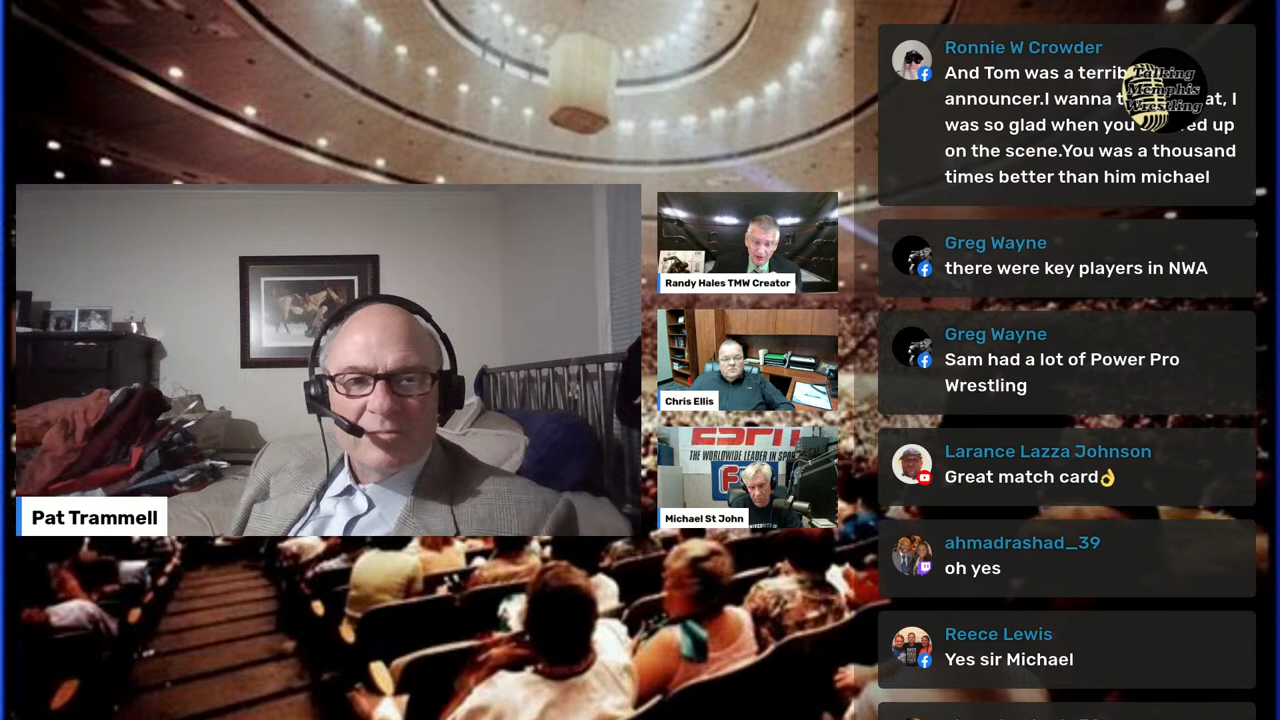 Ronnie W Crowder
And Tom was a
announcer.I wanna at, I
was so glad when you up
on the scene.You was a thousand
times better than him michael
Talking
Memphis
Wrestling
Greg Wayne
there were key players in NWA
Greg Wayne
Sam had a lot of Power Pro
Wrestling
Larance Lazza Johnson
Great match card👌
ahmadrashad_39
oh yes
Reece Lewis
Yes sir Michael
Randy Hales TMW Creator
Chris Ellis
ESPN
THE WORLDWIDE LEADER IN
Michael St John
Pat Trammell